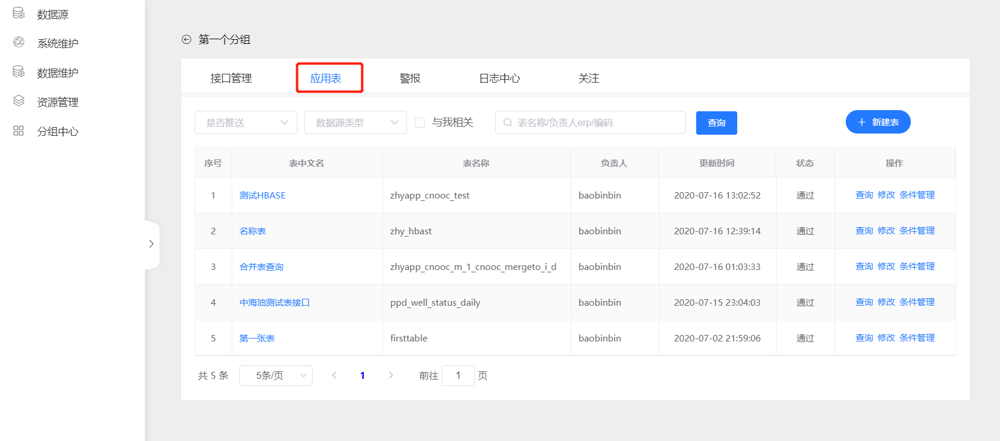 数据源
系统维护
数据维护
资源管理
分组中心
第一个分组
接口管理 应用表 警报 日志中心 关注
是否推送 数据源类型 与我相关 表名称/负责人erp/编码 查询 新建表
序号 表中文名 表名称 负责人 更新时间 状态 操作
1 测试HBASE zhyapp_cnooc_test baobinbin 2020-07-16 13:02:52 通过 查询 修改 条件管理
2 名称表 zhy_hbast baobinbin 2020-07-16 12:39:14 通过 查询 修改 条件管理
3 合并表查询 zhyapp_cnooc_m_1_cnooc_mergeto_i_d baobinbin 2020-07-16 01:03:33 通过 查询 修改 条件管理
4 中海油测试表接口 ppd_well_status_daily baobinbin 2020-07-15 23:04:03 通过 查询 修改 条件管理
5 第一张表 firsttable baobinbin 2020-07-02 21:59:06 通过 查询 修改 条件管理
共 5 条 5条/页 1 前往 1 页